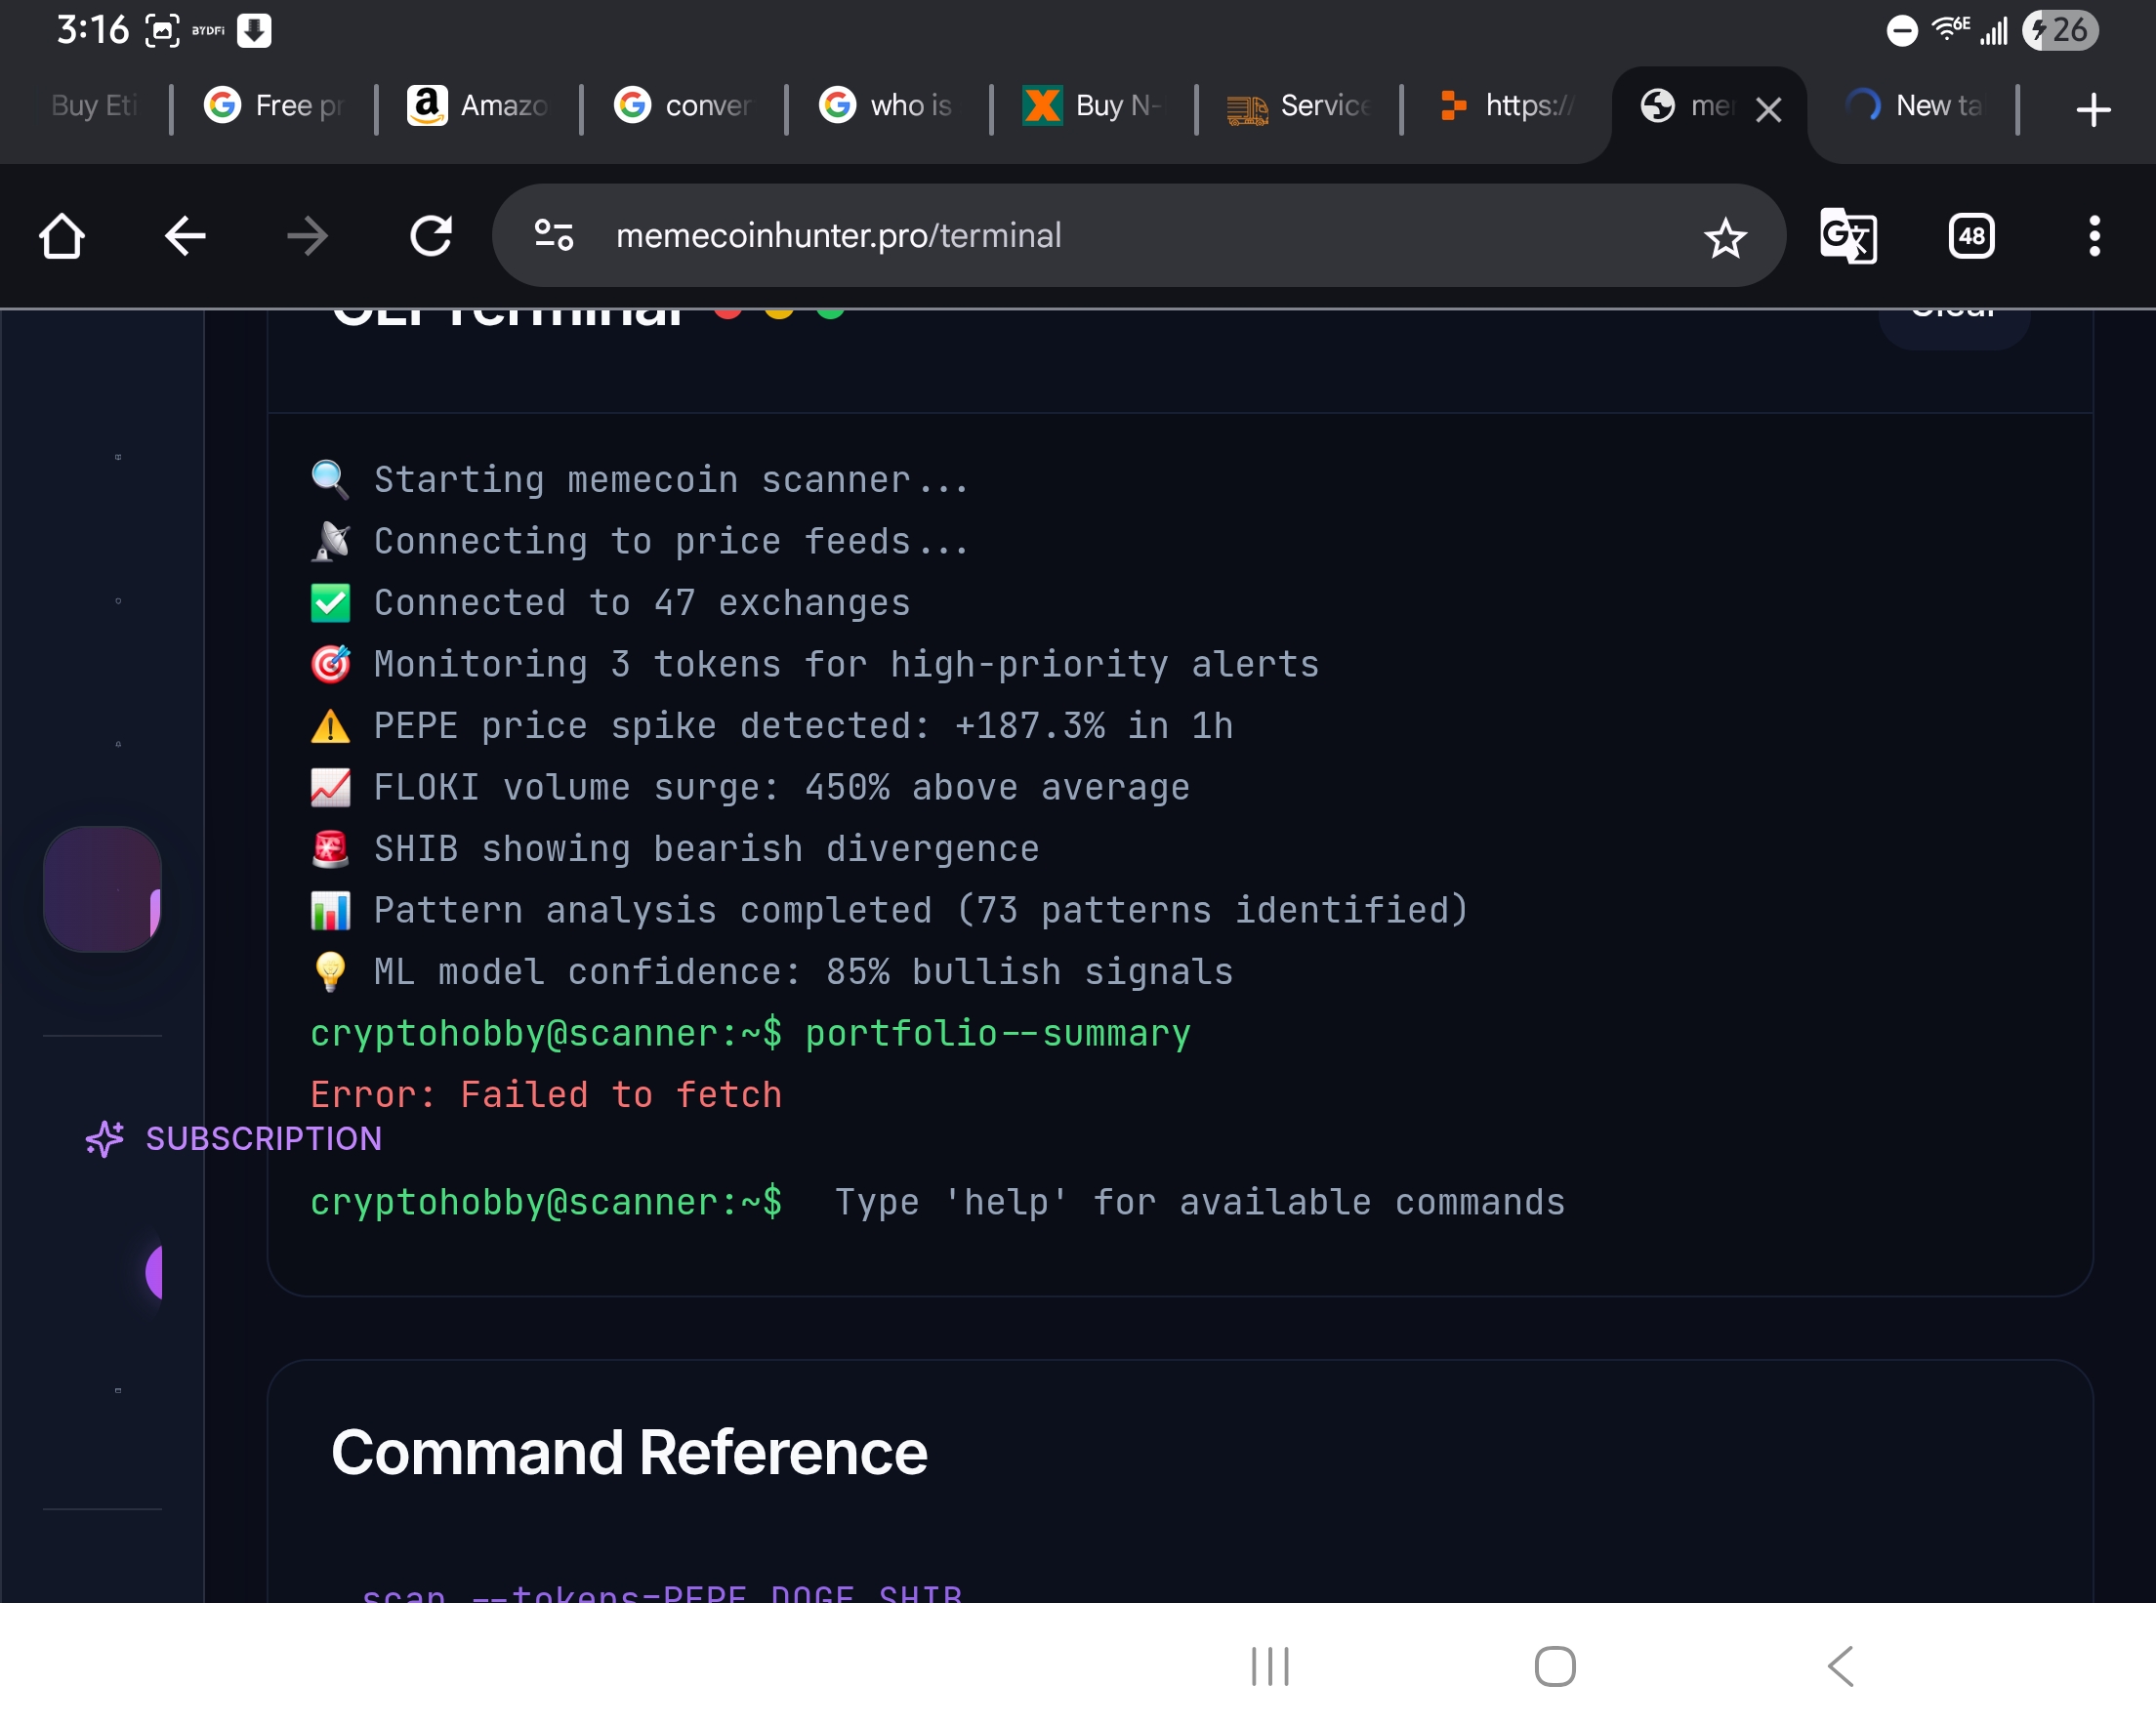 3:16 BYDFi 6E 26
Buy Eti Free pr Amazo conver who is Buy N- Service https:// me New ta
memecoinhunter.pro/terminal 48
CLI Terminal Clear
Starting memecoin scanner...
Connecting to price feeds...
Connected to 47 exchanges
Monitoring 3 tokens for high-priority alerts
PEPE price spike detected: +187.3% in 1h
FLOKI volume surge: 450% above average
SHIB showing bearish divergence
Pattern analysis completed (73 patterns identified)
ML model confidence: 85% bullish signals
cryptohobby@scanner:~$ portfolio--summary
Error: Failed to fetch
SUBSCRIPTION
cryptohobby@scanner:~$ Type 'help' for available commands
Command Reference
scan --tokens=PEPE,DOGE,SHIB